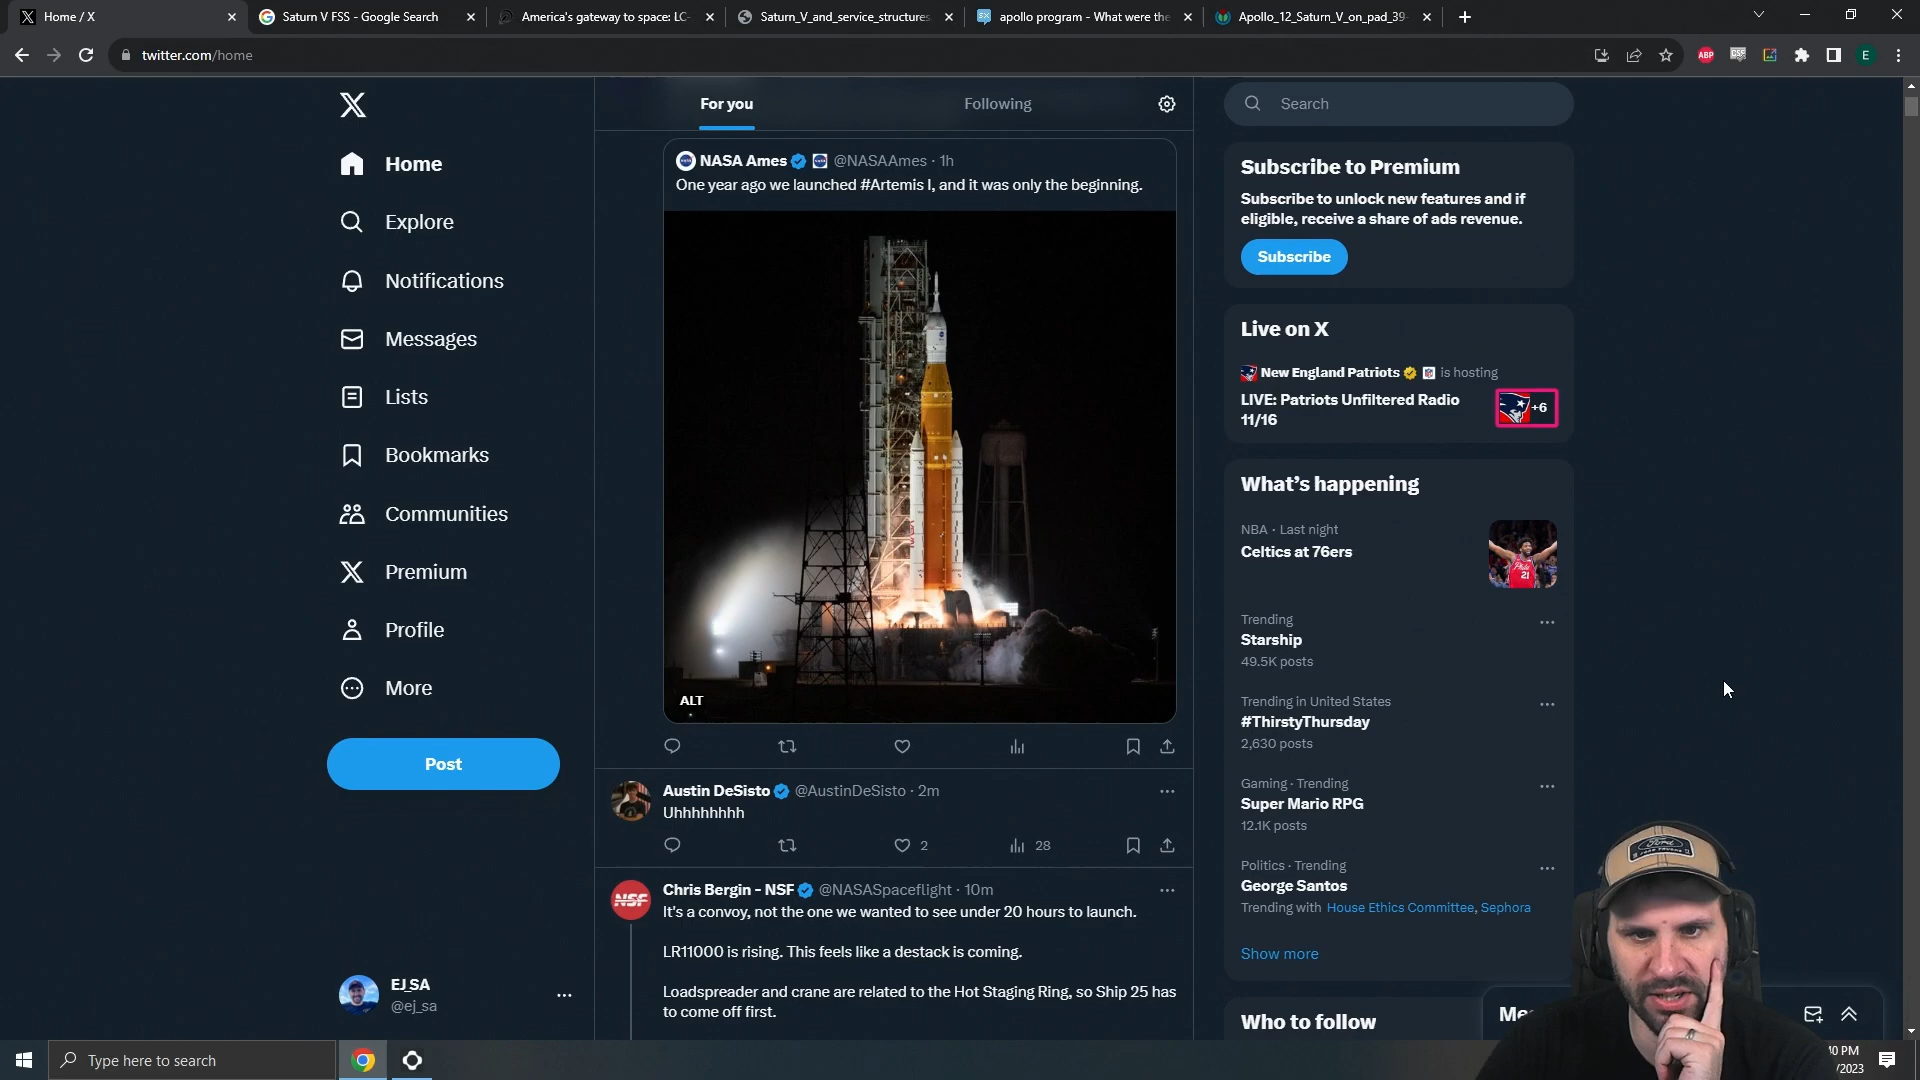 Home / X
Saturn V FSS - Google Search
America's gateway to space: LC-
Saturn_V_and_service_structures
apollo program - What were the
Apollo_12_Saturn_V_on_pad_39-
twitter.com/home
ABP
E
Home
Explore
Notifications
Messages
Lists
Bookmarks
Communities
Premium
Profile
More
Post
EJ_SA
@ej_sa
For you
Following
NASA Ames @NASAAmes · 1h
One year ago we launched #Artemis I, and it was only the beginning.
ALT
Austin DeSisto @AustinDeSisto · 2m
Uhhhhhhhh
2
28
NSF
Chris Bergin - NSF @NASASpaceflight · 10m
It's a convoy, not the one we wanted to see under 20 hours to launch.
LR11000 is rising. This feels like a destack is coming.
Loadspreader and crane are related to the Hot Staging Ring, so Ship 25 has
to come off first.
Search
Subscribe to Premium
Subscribe to unlock new features and if
eligible, receive a share of ads revenue.
Subscribe
Live on X
New England Patriots is hosting
LIVE: Patriots Unfiltered Radio
11/16
+6
What's happening
NBA · Last night
Celtics at 76ers
21
Trending
Starship
49.5K posts
Trending in United States
#ThirstyThursday
2,630 posts
Gaming · Trending
Super Mario RPG
12.1K posts
Politics · Trending
George Santos
Trending with House Ethics Committee, Sephora
Show more
Who to follow
Ford
Type here to search
0 PM
/2023